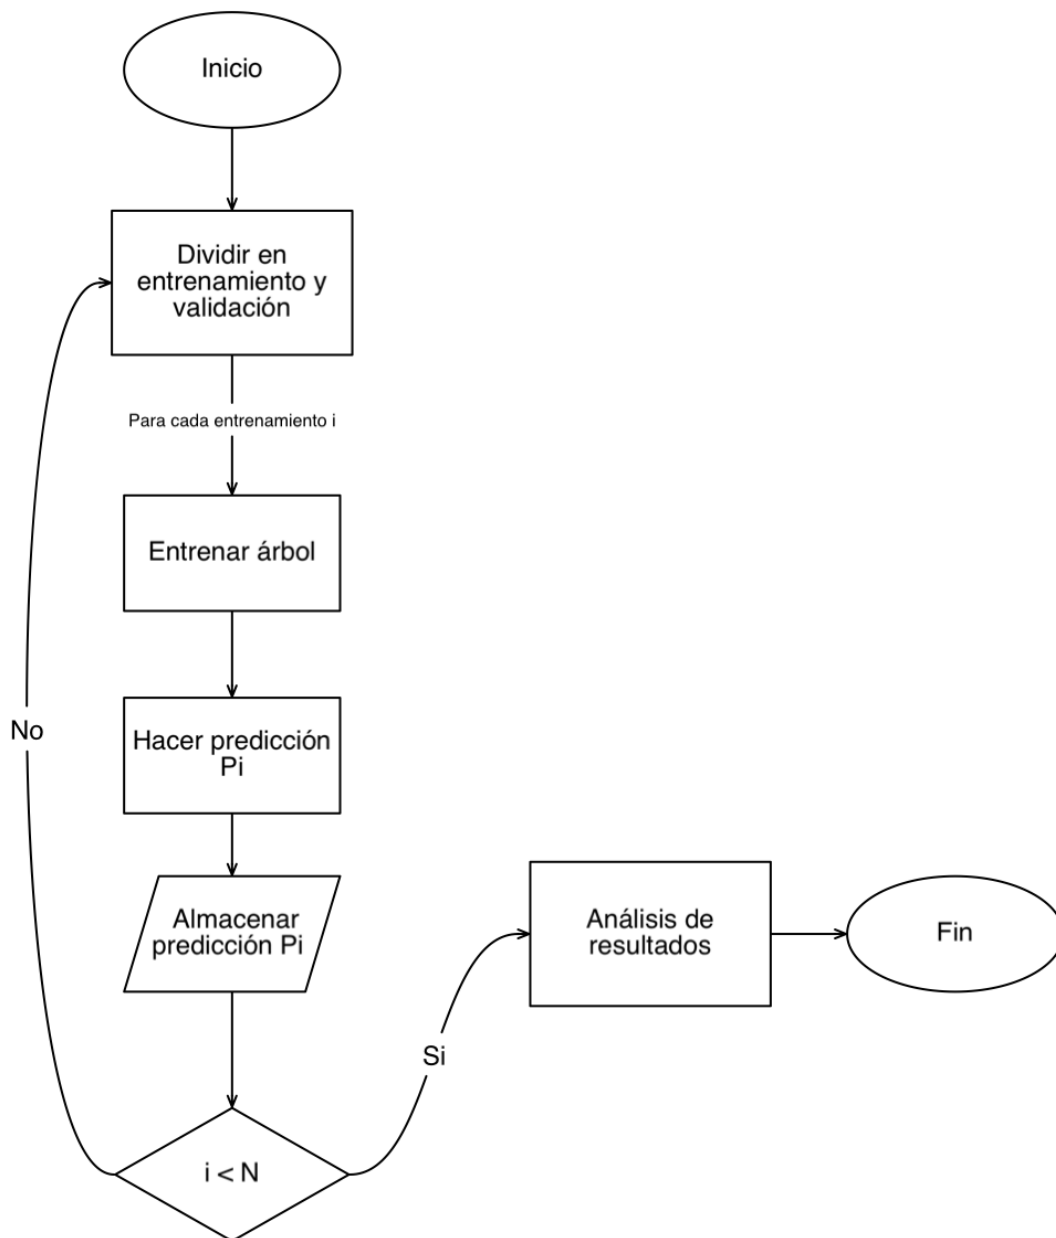 Inicio
Dividir en
entrenamiento y
validación
Para cada entrenamiento i
Entrenar árbol
Hacer predicción
Pi
No
Almacenar
predicción Pi
Análisis de
resultados
Fin
Si
i < N